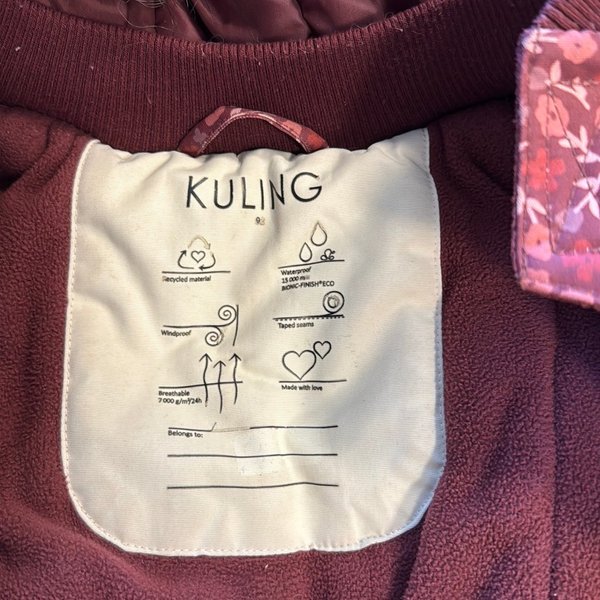 KULING
Recycled material
Waterproof
15 000 mm
BIONIC-FINISH®ECO
Windproof
Taped seams
Breathable
7 000 g/m²/24h
Made with love
Belongs to: